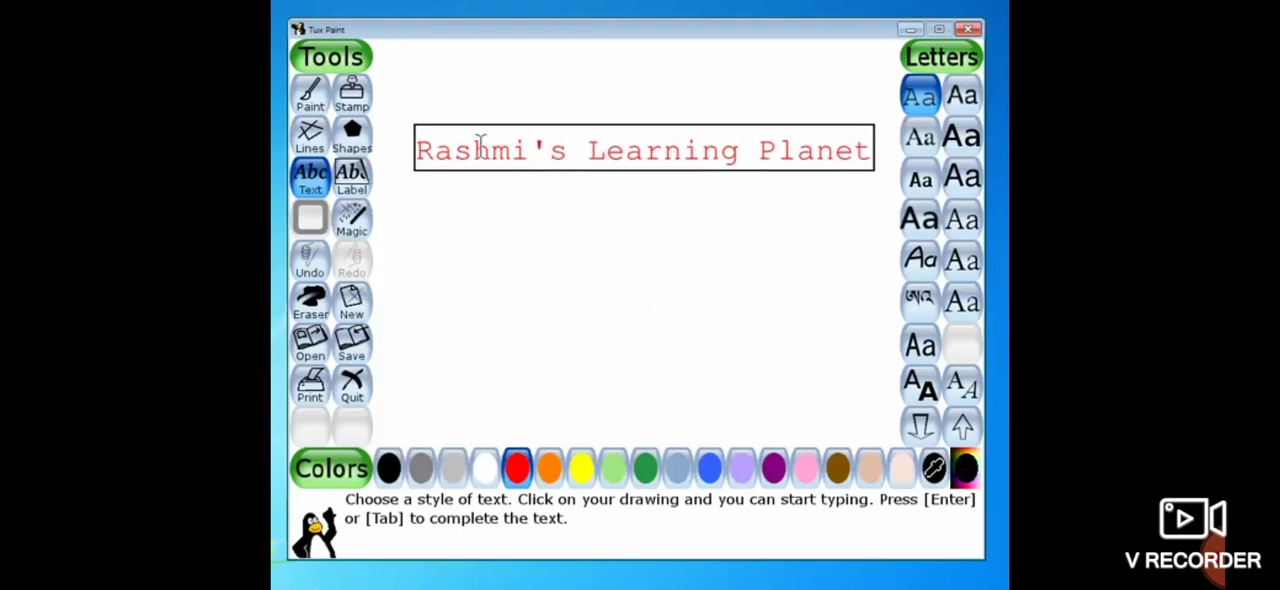 Tux Paint
Tools
Letters
Paint Stamp
Aa Aa
Rashmi's Learning Planet
Lines Shapes
Aa Aa
Abc Abc
Text Label
Aa Aa
Magic
Aa Aa
Undo Redo
Aa Aa
Eraser New
Aa
Open Save
Aa
Print Quit
AA AA
Colors
Choose a style of text. Click on your drawing and you can start typing. Press [Enter]
or [Tab] to complete the text.
V RECORDER